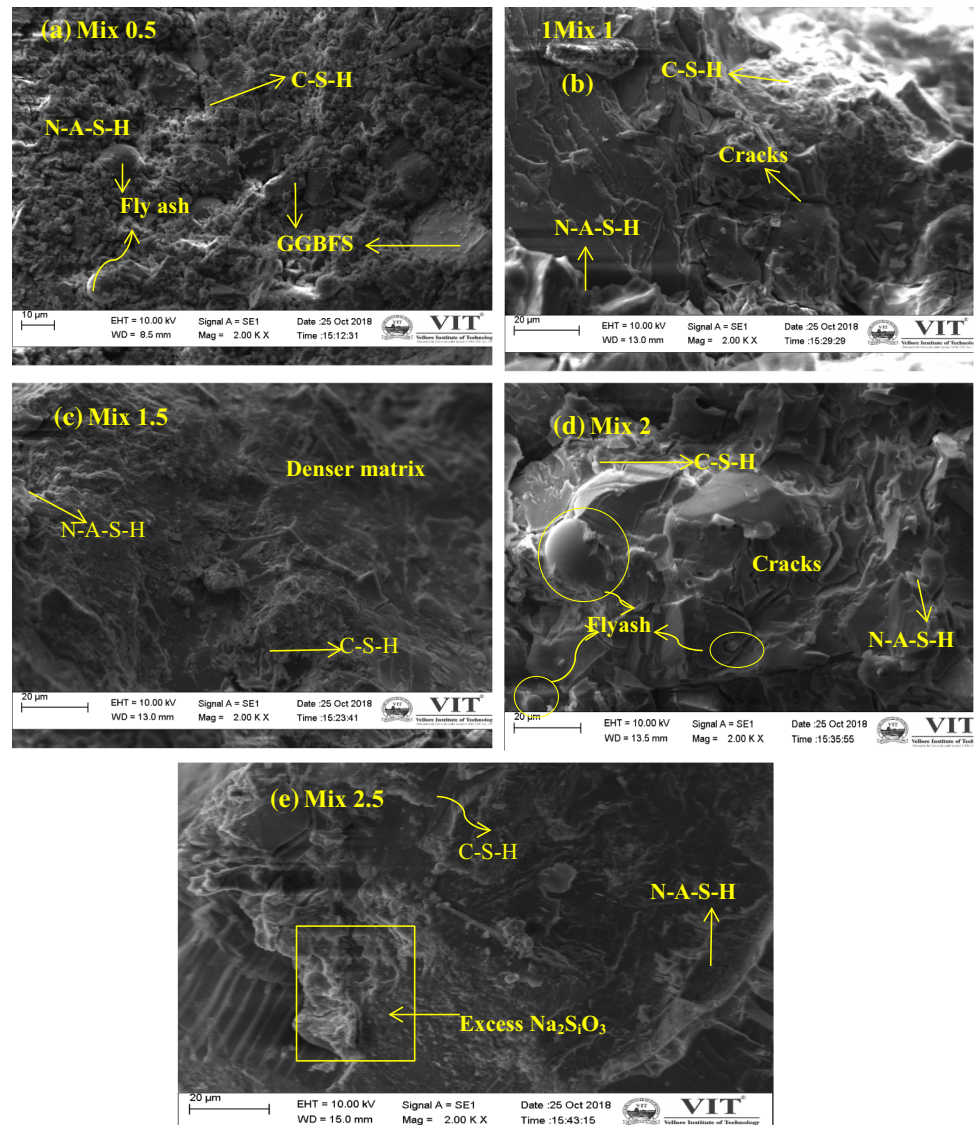 (a) Mix 0.5
C-S-H
N-A-S-H
Fly ash
GGBFS
10 µm
EHT = 10.00 kV Signal A = SE1 Date :25 Oct 2018
WD = 8.5 mm Mag = 2.00 K X Time :15:12:31
VIT®
Vellore Institute of Technology
1Mix 1
C-S-H
(b)
Cracks
N-A-S-H
20 µm
EHT = 10.00 kV Signal A = SE1 Date :25 Oct 2018
WD = 13.0 mm Mag = 2.00 K X Time :15:29:29
VIT
Vellore Institute of Technolo
(c) Mix 1.5
Denser matrix
N-A-S-H
C-S-H
20 µm
EHT = 10.00 kV Signal A = SE1 Date :25 Oct 2018
WD = 13.0 mm Mag = 2.00 K X Time :15:23:41
VIT®
Vellore Institute of Technology
(d) Mix 2
C-S-H
Cracks
Flyash
N-A-S-H
20 µm
EHT = 10.00 kV Signal A = SE1 Date :25 Oct 2018
WD = 13.5 mm Mag = 2.00 K X Time :15:35:55
VIT
Vellore Institute of Technolo
(e) Mix 2.5
C-S-H
N-A-S-H
Excess Na₂SᵢO₃
20 µm
EHT = 10.00 kV Signal A = SE1 Date :25 Oct 2018
WD = 15.0 mm Mag = 2.00 K X Time :15:43:15
VIT®
Vellore Institute of Technology